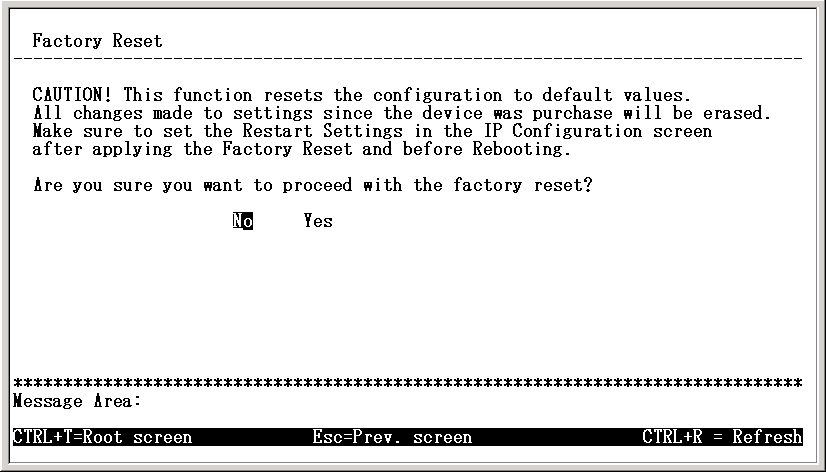 Factory Reset
CAUTION! This function resets the configuration to default values.
All changes made to settings since the device was purchase will be erased.
Make sure to set the Restart Settings in the IP Configuration screen
after applying the Factory Reset and before Rebooting.
Are you sure you want to proceed with the factory reset?
No Yes
*******************************************************************************
Message Area:
CTRL+T=Root screen Esc=Prev. screen CTRL+R = Refresh